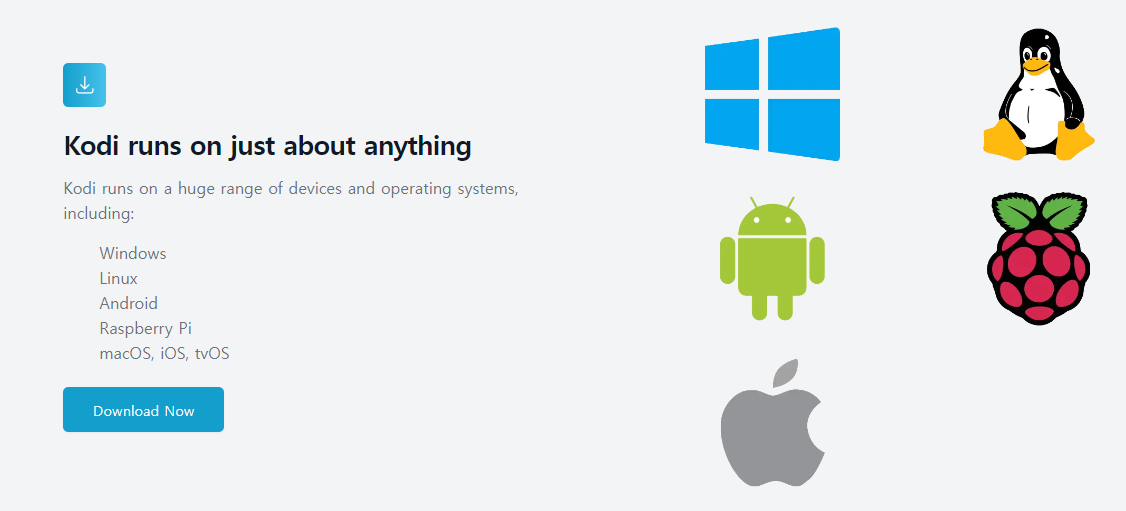 Kodi runs on just about anything
Kodi runs on a huge range of devices and operating systems,
including:
Windows
Linux
Android
Raspberry Pi
macOS, iOS, tvOS
Download Now